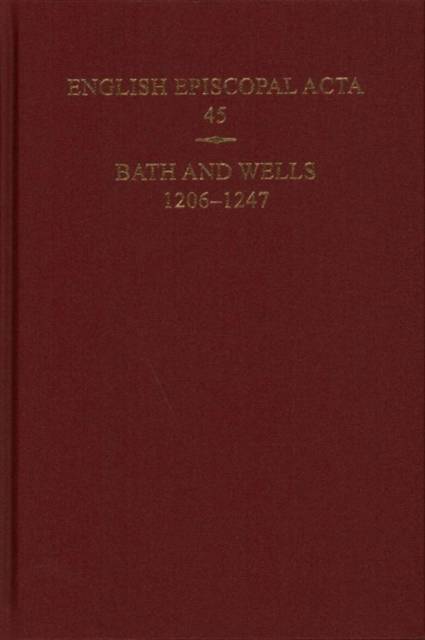 ENGLISH EPISCOPAL ACTA
45
BATH AND WELLS
1206–1247